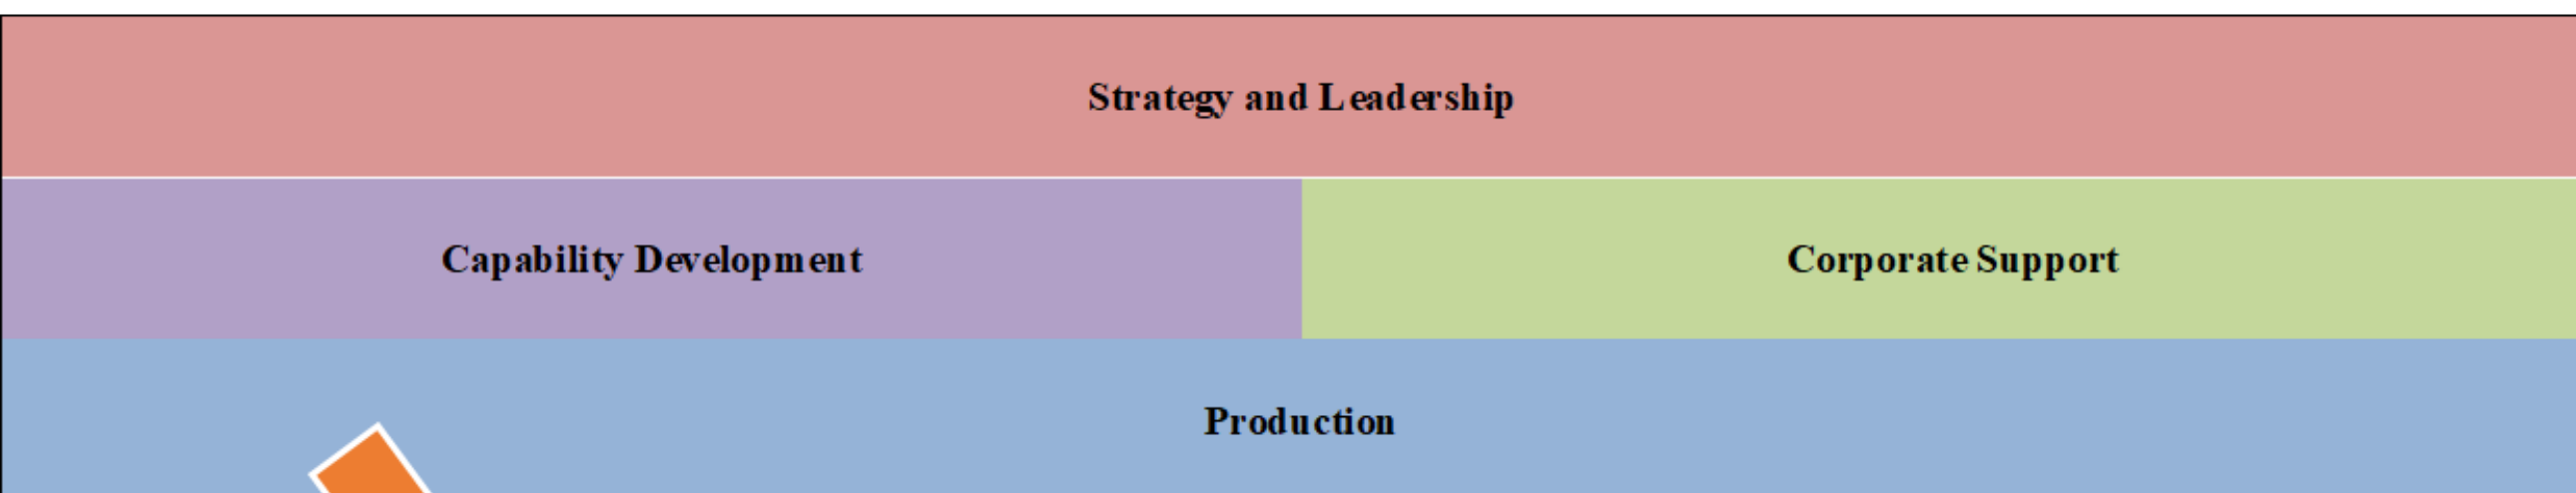 Strategy and Leadership
Capability Development
Corporate Support
Production